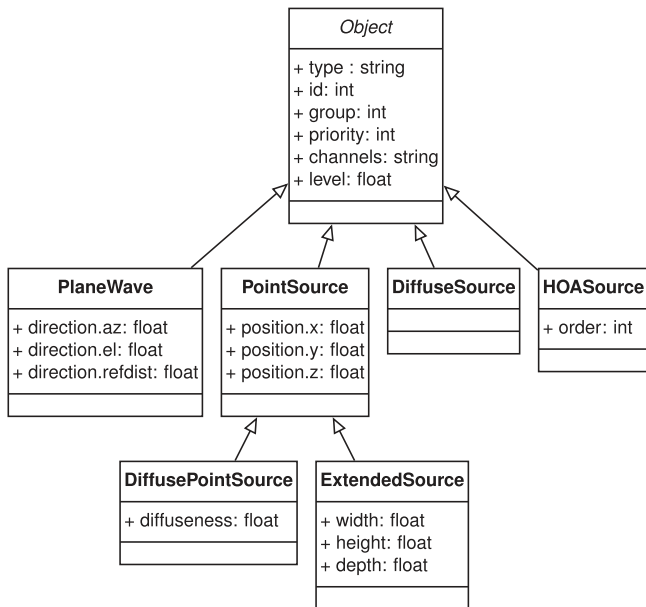 Object
+ type : string
+ id: int
+ group: int
+ priority: int
+ channels: string
+ level: float
PlaneWave
+ direction.az: float
+ direction.el: float
+ direction.refdist: float
PointSource
+ position.x: float
+ position.y: float
+ position.z: float
DiffuseSource
HOASource
+ order: int
DiffusePointSource
+ diffuseness: float
ExtendedSource
+ width: float
+ height: float
+ depth: float